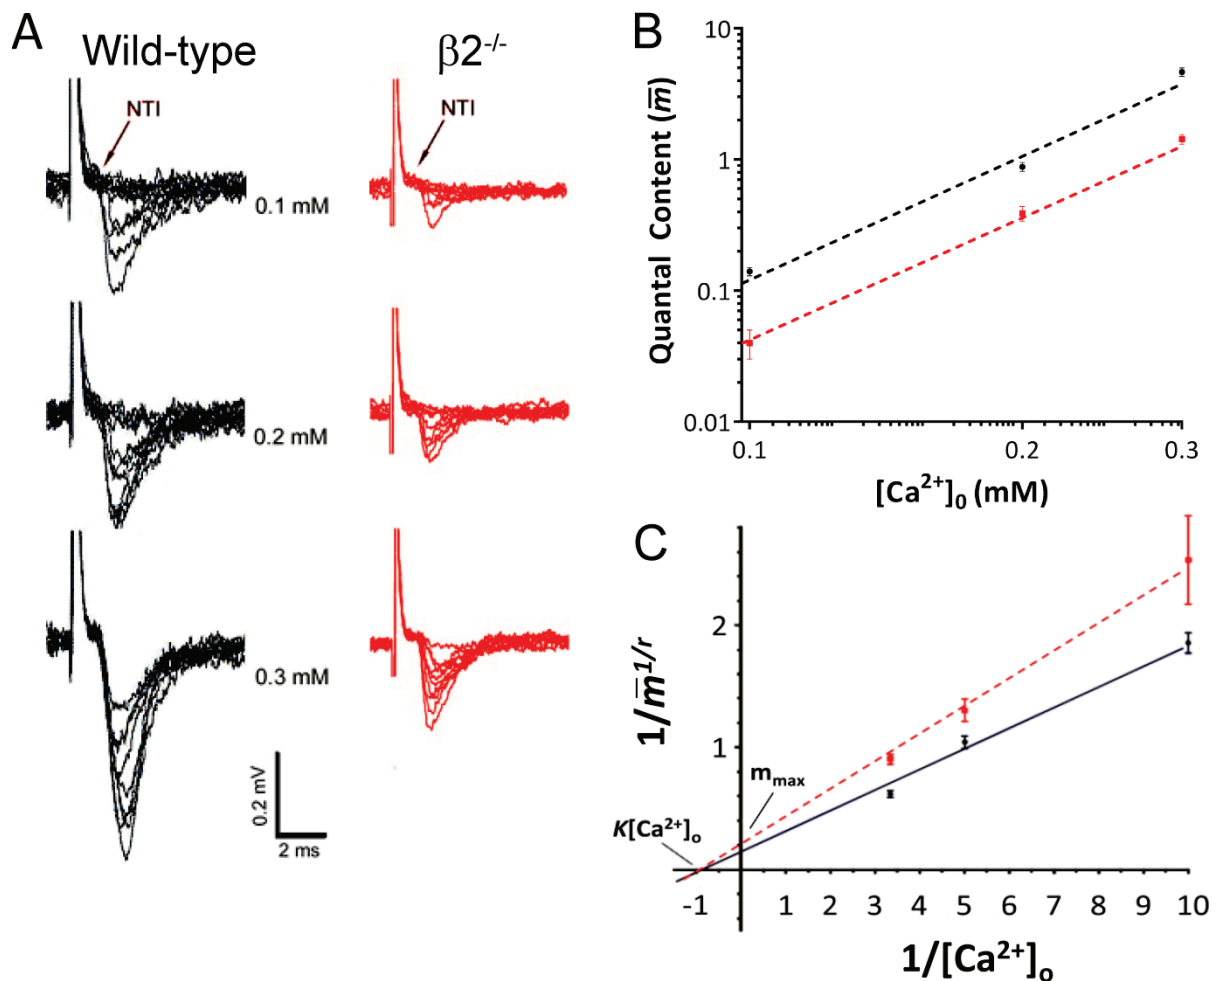 A
Wild-type
β2-/-
NTI
NTI
0.1 mM
0.2 mM
0.3 mM
0.2 mV
2 ms
B
Quantal Content (m̅)
10
1
0.1
0.01
0.1
0.2
0.3
[Ca²⁺]₀ (mM)
C
1/m̅^1/r
2
1
mmax
K[Ca²⁺]ₒ
-1 1 2 3 4 5 6 7 8 9 10
1/[Ca²⁺]ₒ